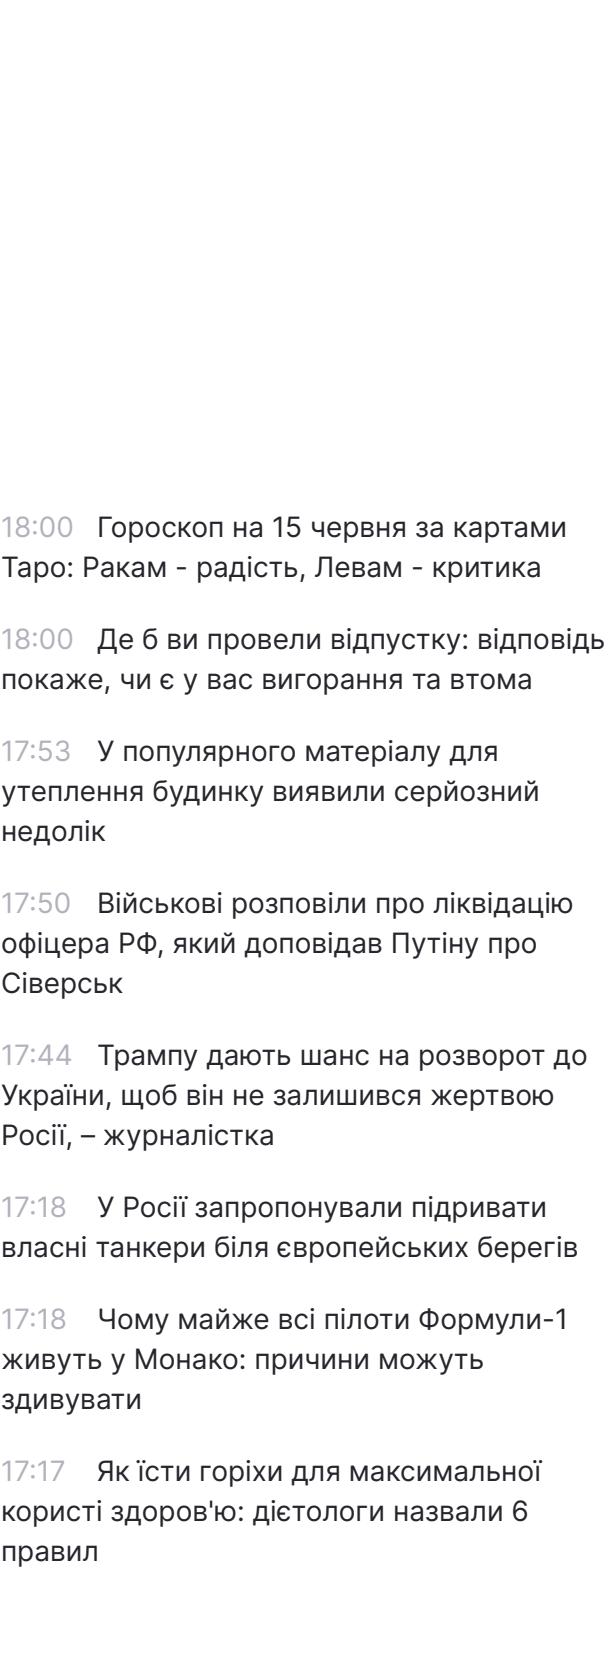 18:00 Гороскоп на 15 червня за картами
Таро: Ракам - радість, Левам - критика
18:00 Де б ви провели відпустку: відповідь
покаже, чи є у вас вигорання та втома
17:53 У популярного матеріалу для
утеплення будинку виявили серйозний
недолік
17:50 Військові розповіли про ліквідацію
офіцера РФ, який доповідав Путіну про
Сіверськ
17:44 Трампу дають шанс на розворот до
України, щоб він не залишився жертвою
Росії, – журналістка
17:18 У Росії запропонували підривати
власні танкери біля європейських берегів
17:18 Чому майже всі пілоти Формули-1
живуть у Монако: причини можуть
здивувати
17:17 Як їсти горіхи для максимальної
користі здоров'ю: дієтологи назвали 6
правил